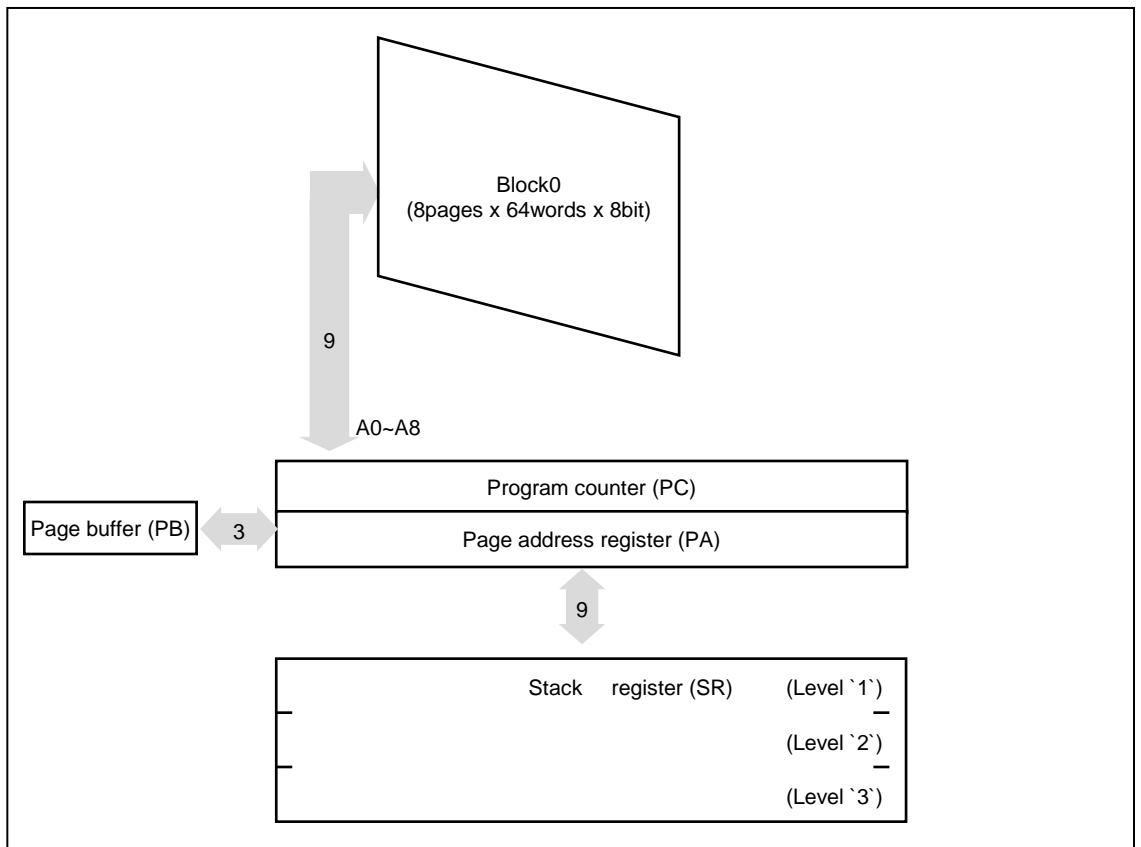 Block0
(8pages x 64words x 8bit)
9
A0~A8
Program counter (PC)
Page buffer (PB)
3
Page address register (PA)
9
Stack register (SR) (Level `1`)
(Level `2`)
(Level `3`)